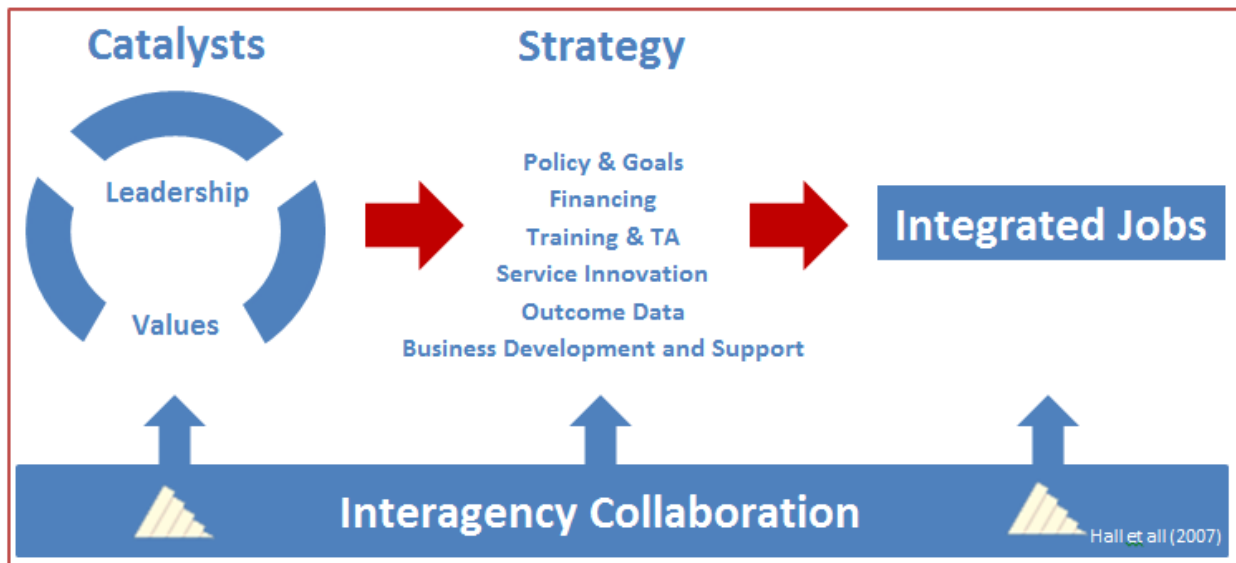 Catalysts
Strategy
Leadership
Values
Policy & Goals
Financing
Training & TA
Service Innovation
Outcome Data
Business Development and Support
Integrated Jobs
Interagency Collaboration
Hall et all (2007)